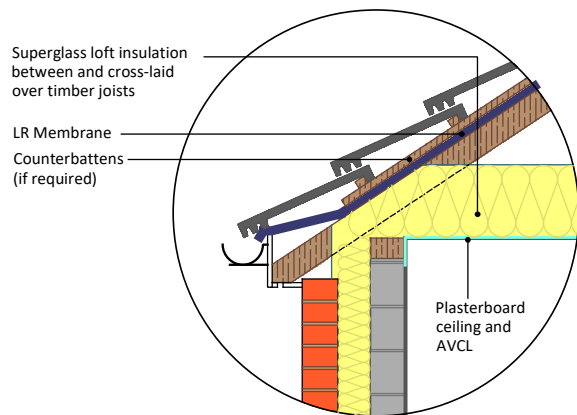 Superglass loft insulation
between and cross-laid
over timber joists
LR Membrane
Counterbattens
(if required)
Plasterboard
ceiling and
AVCL